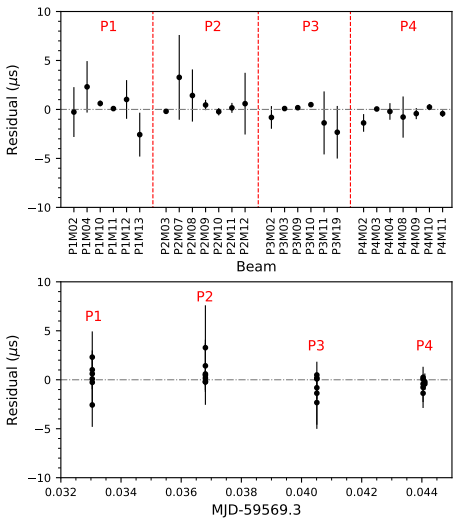 10
5
0
−5
−10
Residual (μs)
P1
P2
P3
P4
P1M02
P1M04
P1M10
P1M11
P1M12
P1M13
P2M03
P2M07
P2M08
P2M09
P2M10
P2M11
P2M12
P3M02
P3M03
P3M09
P3M10
P3M11
P3M19
P4M02
P4M03
P4M04
P4M08
P4M09
P4M10
P4M11
Beam
10
5
0
−5
−10
Residual (μs)
P1
P2
P3
P4
0.032
0.034
0.036
0.038
0.040
0.042
0.044
MJD-59569.3